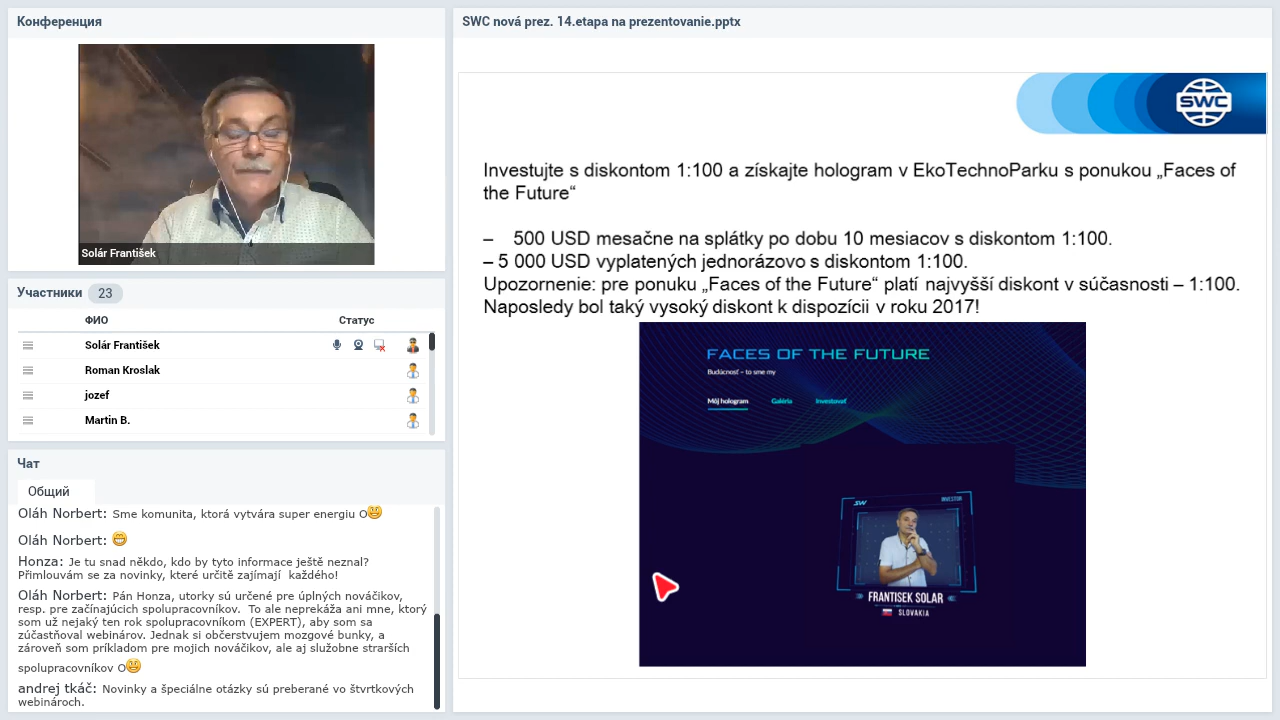 Конференция
Solár František
Участники 23
ФИО Статус
Solár František
Roman Kroslak
jozef
Martin B.
Чат
Общий
Oláh Norbert: Sme komunita, ktorá vytvára super energiu O
Oláh Norbert:
Honza: Je tu snad někdo, kdo by tyto informace ještě neznal?
Přimlouvám se za novinky, které určitě zajímají každého!
Oláh Norbert: Pán Honza, utorky sú určené pre úplných nováčikov,
resp. pre začínajúcich spolupracovníkov. To ale neprekáža ani mne, ktorý
som už nejaký ten rok spolupracovníkom (EXPERT), aby som sa
zúčastňoval webinárov. Jednak si občerstvujem mozgové bunky, a
zároveň som príkladom pre mojich nováčikov, ale aj služobne strarších
spolupracovníkov O
andrej tkáč: Novinky a špeciálne otázky sú preberané vo štvrtkových
webinároch.
SWC nová prez. 14.etapa na prezentovanie.pptx
SWC
Investujte s diskontom 1:100 a získajte hologram v EkoTechnoParku s ponukou „Faces of
the Future“
– 500 USD mesačne na splátky po dobu 10 mesiacov s diskontom 1:100.
– 5 000 USD vyplatených jednorázovo s diskontom 1:100.
Upozornenie: pre ponuku „Faces of the Future“ platí najvyšší diskont v súčasnosti – 1:100.
Naposledy bol taký vysoký diskont k dispozícii v roku 2017!
FACES OF THE FUTURE
Budúcnosť – to sme my
Môj hologram Galéria Investovať
SW INVESTOR
FRANTISEK SOLAR
SLOVAKIA